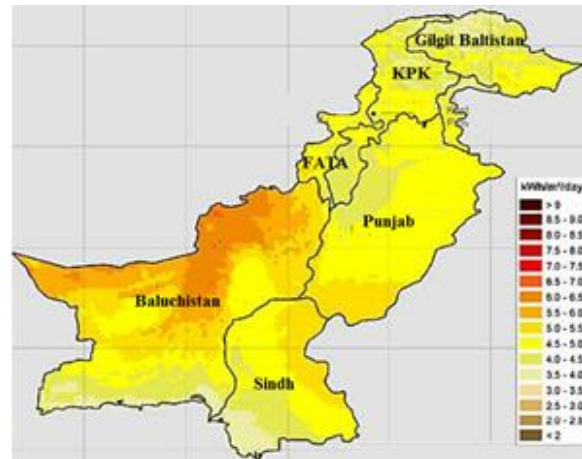 Gilgit Baltistan
KPK
FATA
Punjab
Baluchistan
Sindh
kWh/m²/day
> 9
8.5 - 9.0
8.0 - 8.5
7.5 - 8.0
7.0 - 7.5
6.5 - 7.0
6.0 - 6.5
5.5 - 6.0
5.0 - 5.5
4.5 - 5.0
4.0 - 4.5
3.5 - 4.0
3.0 - 3.5
2.5 - 3.0
2.0 - 2.5
< 2